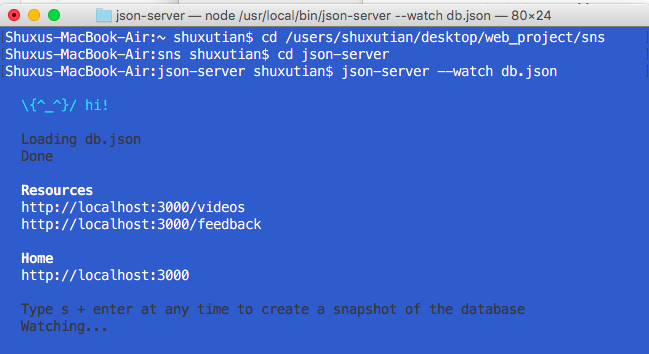 json-server — node /usr/local/bin/json-server --watch db.json — 80×24
Shuxus-MacBook-Air:~ shuxutian$ cd /users/shuxutian/desktop/web_project/sns
Shuxus-MacBook-Air:sns shuxutian$ cd json-server
Shuxus-MacBook-Air:json-server shuxutian$ json-server --watch db.json
\{^_^}/ hi!
Loading db.json
Done
Resources
http://localhost:3000/videos
http://localhost:3000/feedback
Home
http://localhost:3000
Type s + enter at any time to create a snapshot of the database
Watching...